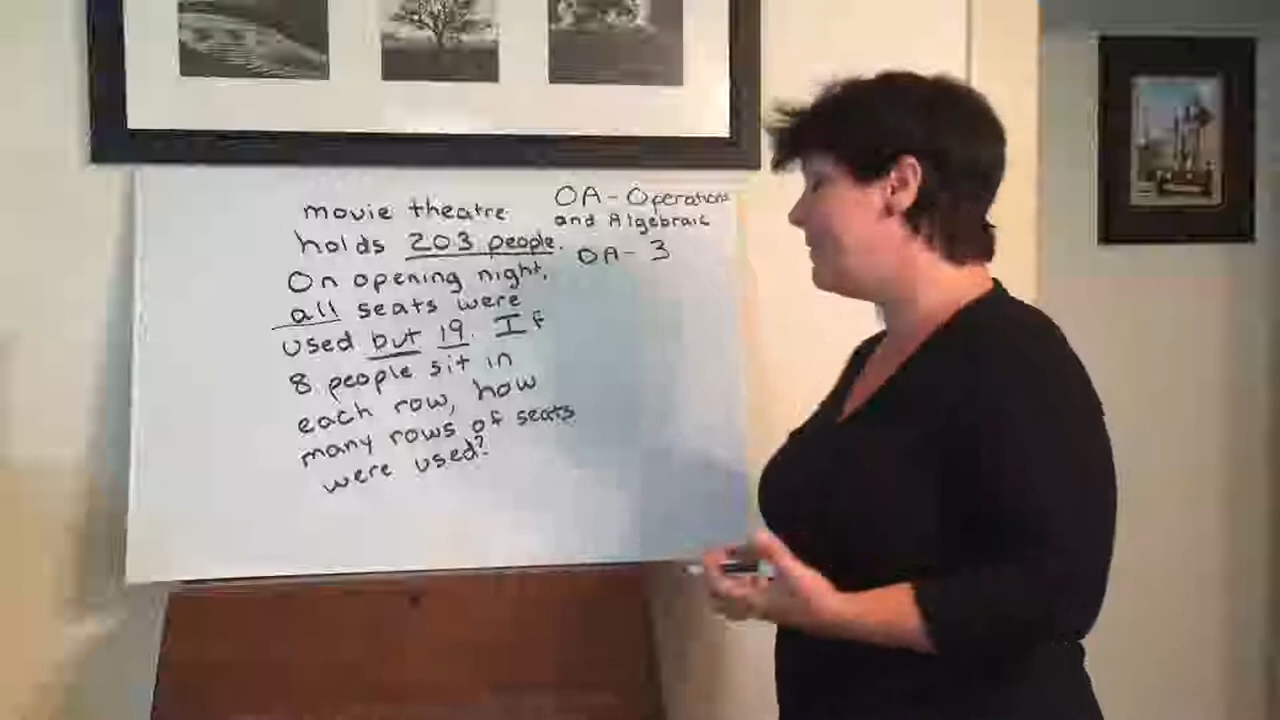 movie theatre
holds 203 people.
On opening night,
all seats were
used but 19. If
8 people sit in
each row, how
many rows of seats
were used?
OA - Operations
and Algebraic
OA - 3